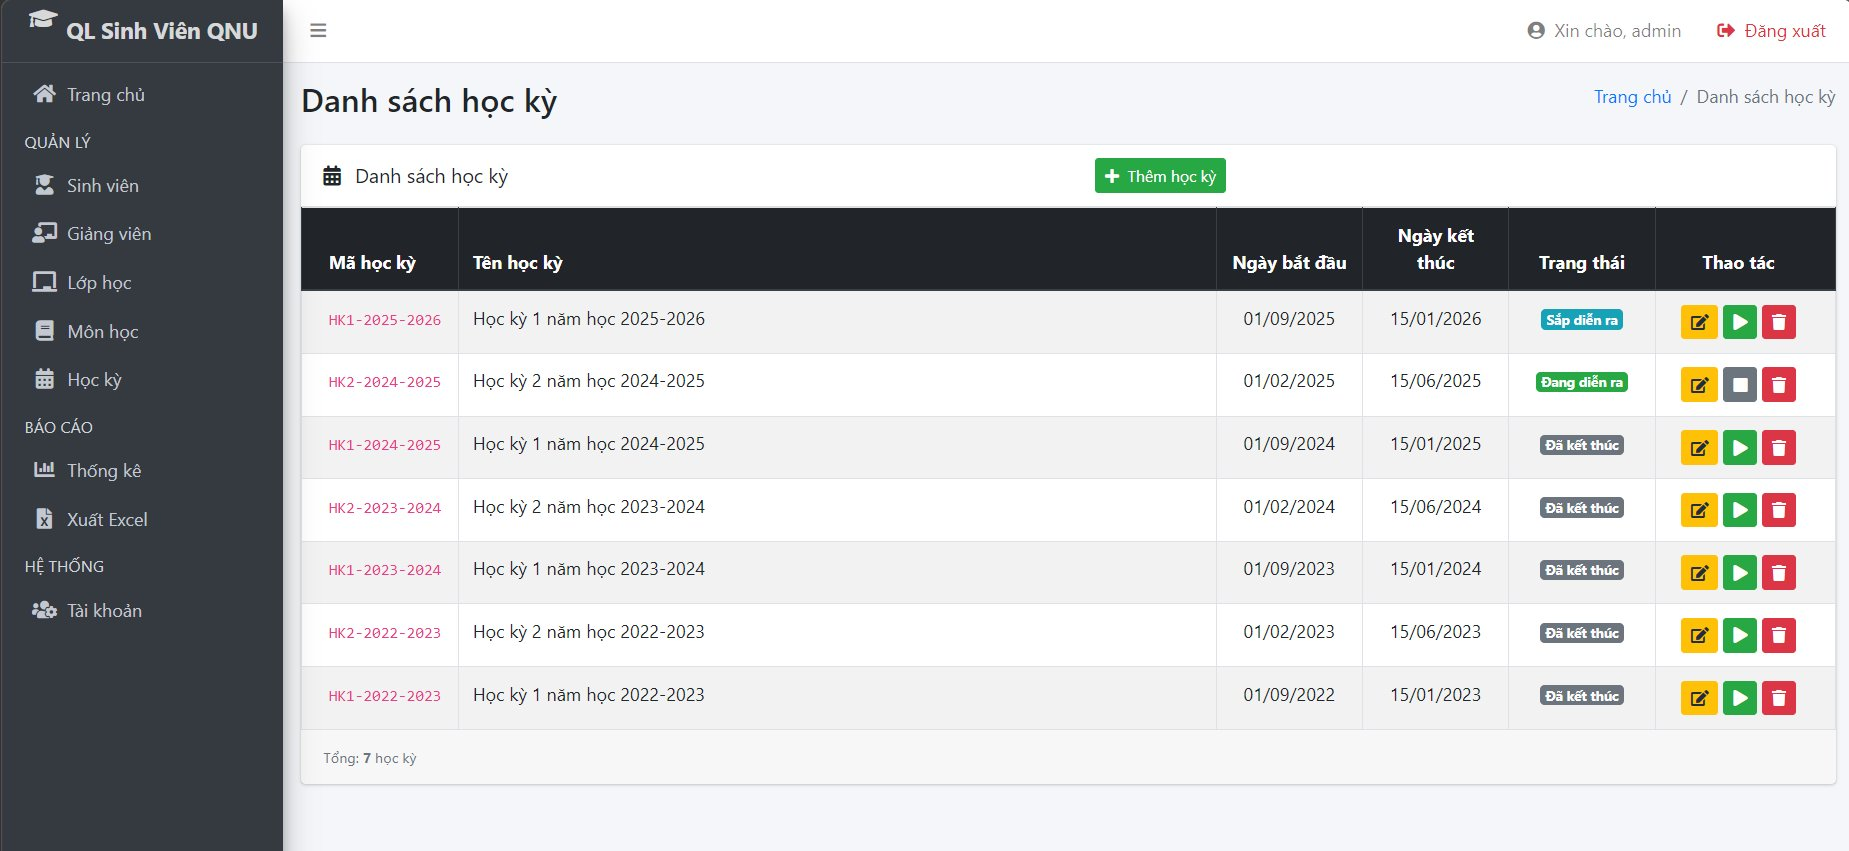 QL Sinh Viên QNU
Xin chào, admin
Đăng xuất
Trang chủ
QUẢN LÝ
Sinh viên
Giảng viên
Lớp học
Môn học
Học kỳ
BÁO CÁO
Thống kê
Xuất Excel
HỆ THỐNG
Tài khoản
Danh sách học kỳ
Trang chủ / Danh sách học kỳ
Danh sách học kỳ
Thêm học kỳ
Mã học kỳ Tên học kỳ Ngày bắt đầu Ngày kết thúc Trạng thái Thao tác
HK1-2025-2026 Học kỳ 1 năm học 2025-2026 01/09/2025 15/01/2026 Sắp diễn ra
HK2-2024-2025 Học kỳ 2 năm học 2024-2025 01/02/2025 15/06/2025 Đang diễn ra
HK1-2024-2025 Học kỳ 1 năm học 2024-2025 01/09/2024 15/01/2025 Đã kết thúc
HK2-2023-2024 Học kỳ 2 năm học 2023-2024 01/02/2024 15/06/2024 Đã kết thúc
HK1-2023-2024 Học kỳ 1 năm học 2023-2024 01/09/2023 15/01/2024 Đã kết thúc
HK2-2022-2023 Học kỳ 2 năm học 2022-2023 01/02/2023 15/06/2023 Đã kết thúc
HK1-2022-2023 Học kỳ 1 năm học 2022-2023 01/09/2022 15/01/2023 Đã kết thúc
Tổng: 7 học kỳ